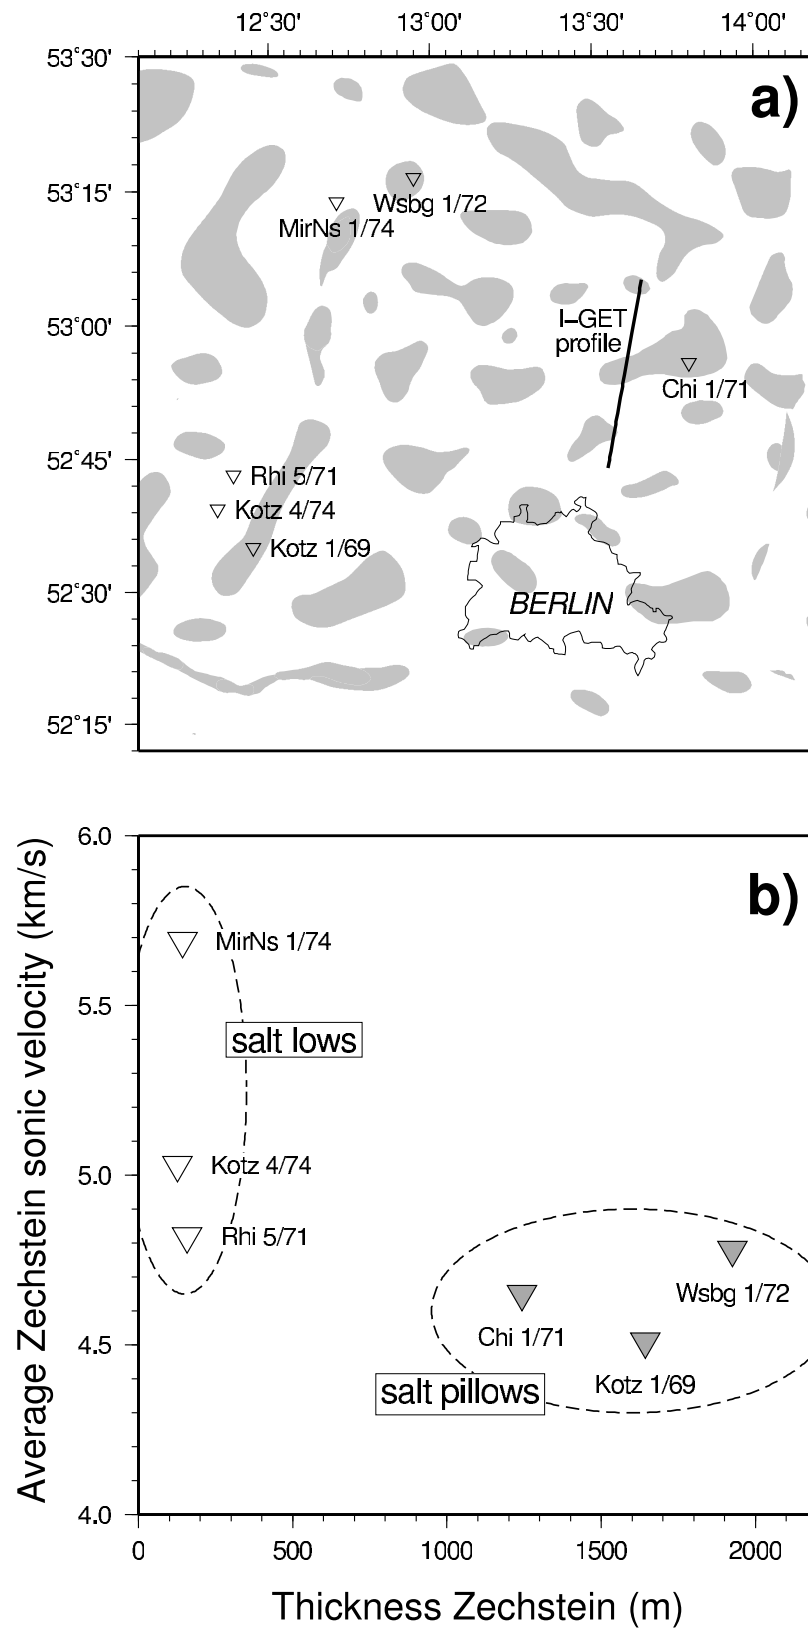 12°30'
13°00'
13°30'
14°00'
53°30'
a)
53°15'
Wsbg 1/72
MirNs 1/74
53°00'
I–GET
profile
Chi 1/71
52°45'
Rhi 5/71
Kotz 4/74
Kotz 1/69
52°30'
BERLIN
52°15'
6.0
b)
MirNs 1/74
5.5
salt lows
Kotz 4/74
5.0
Rhi 5/71
Wsbg 1/72
Chi 1/71
4.5
Kotz 1/69
salt pillows
4.0
0
500
1000
1500
2000
Average Zechstein sonic velocity (km/s)
Thickness Zechstein (m)